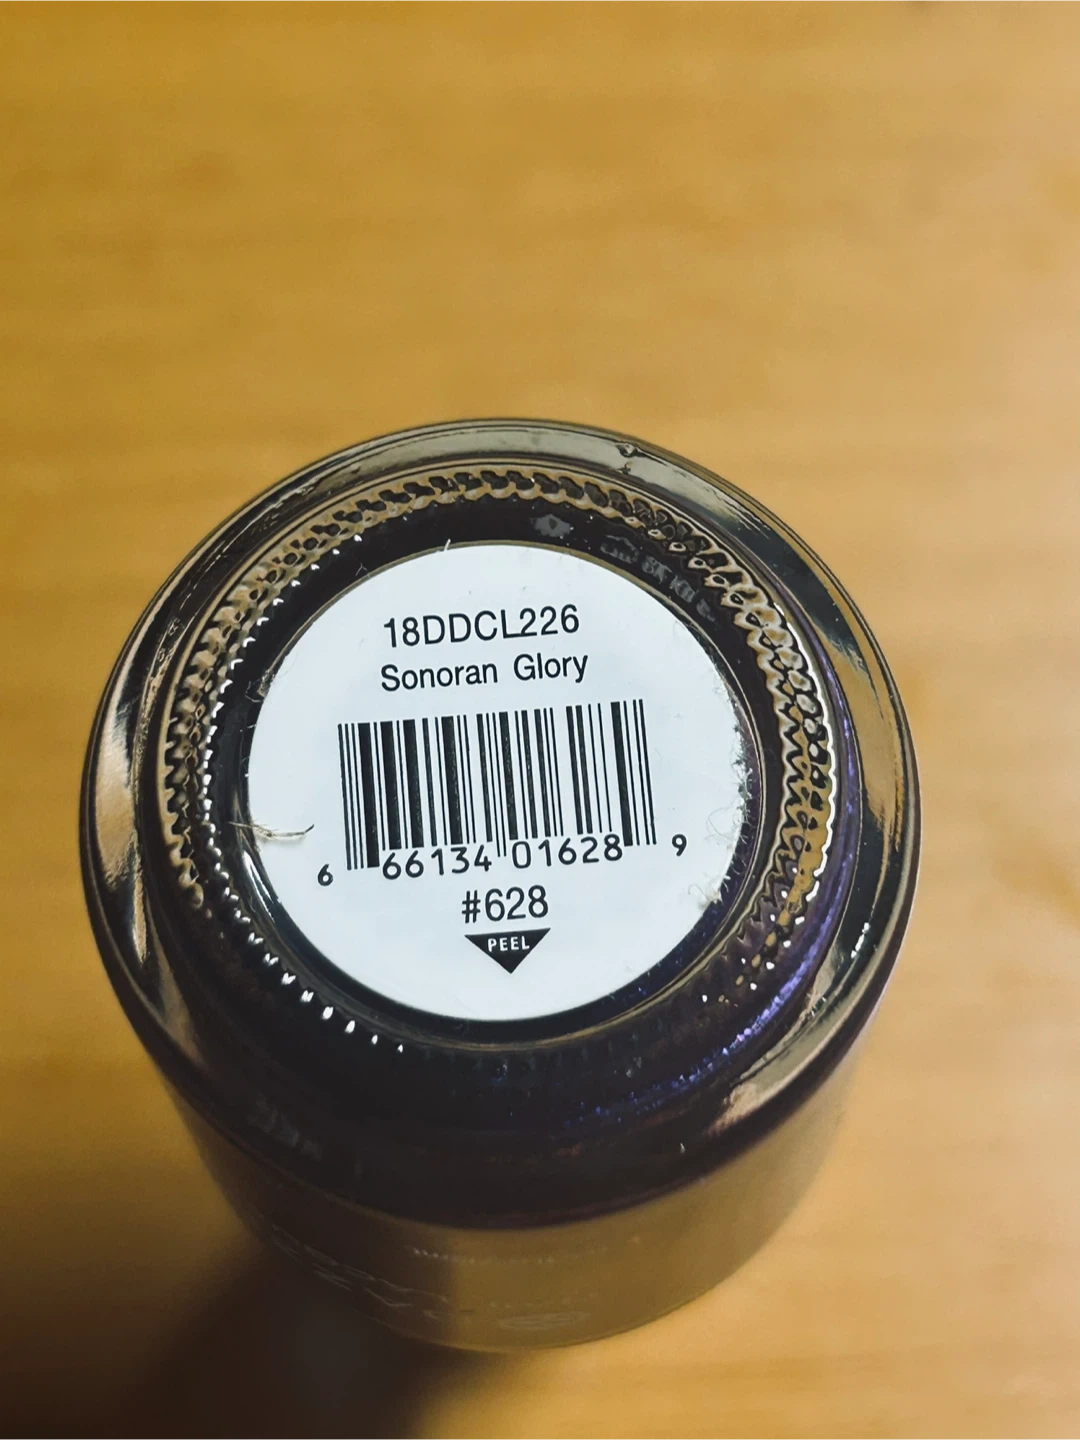 18DDCL226
Sonoran Glory
6 66134 01628 9
#628
PEEL